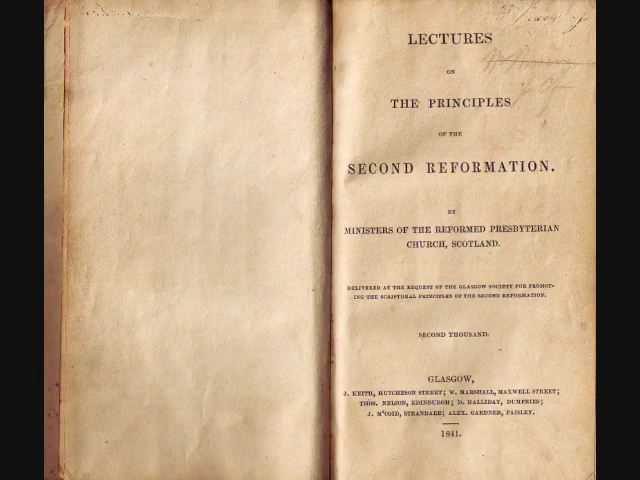 LECTURES
ON
THE PRINCIPLES
OF THE
SECOND REFORMATION.
BY
MINISTERS OF THE REFORMED PRESBYTERIAN
CHURCH, SCOTLAND.
DELIVERED AT THE REQUEST OF THE GLASGOW SOCIETY FOR PROMOT-
ING THE SCRIPTURAL PRINCIPLES OF THE SECOND REFORMATION.
SECOND THOUSAND.
GLASGOW,
J. KEITH, HUTCHESON STREET; W. MARSHALL, MAXWELL STREET;
THOS. NELSON, EDINBURGH; D. HALLIDAY, DUMFRIES;
J. M'COID, STRANRAER; ALEX. GARDNER, PAISLEY.
1841.